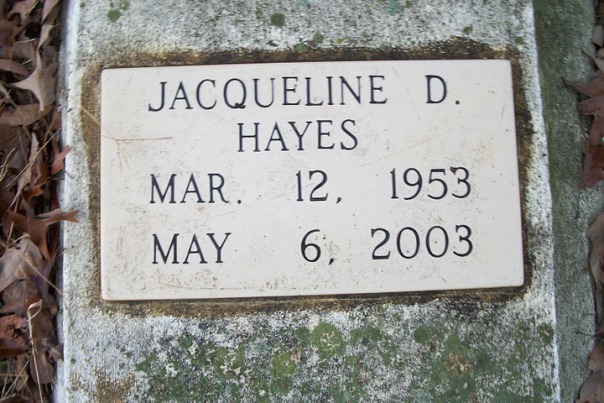 JACQUELINE D.
HAYES
MAR. 12, 1953
MAY 6, 2003